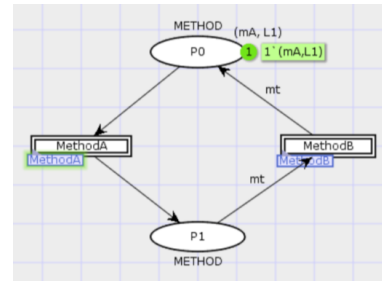 METHOD
(mA, L1)
P0
1
1`(mA,L1)
mt
MethodA
MethodA
MethodB
MethodB
mt
P1
METHOD